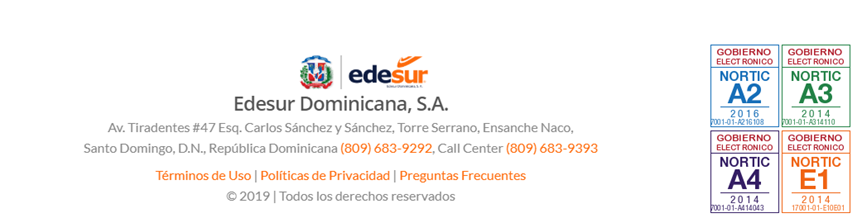 edesur
Edesur Dominicana, S.A.
Av. Tiradentes #47 Esq. Carlos Sánchez y Sánchez, Torre Serrano, Ensanche Naco,
Santo Domingo, D.N., República Dominicana (809) 683-9292, Call Center (809) 683-9393
Términos de Uso | Políticas de Privacidad | Preguntas Frecuentes
© 2019 | Todos los derechos reservados
GOBIERNO
ELECTRONICO
NORTIC
A2
2016
7001-01-A216108
GOBIERNO
ELECTRONICO
NORTIC
A3
2014
7001-01-A314110
GOBIERNO
ELECTRONICO
NORTIC
A4
2014
7001-01-A414043
GOBIERNO
ELECTRONICO
NORTIC
E1
2014
17001-01-E10E01